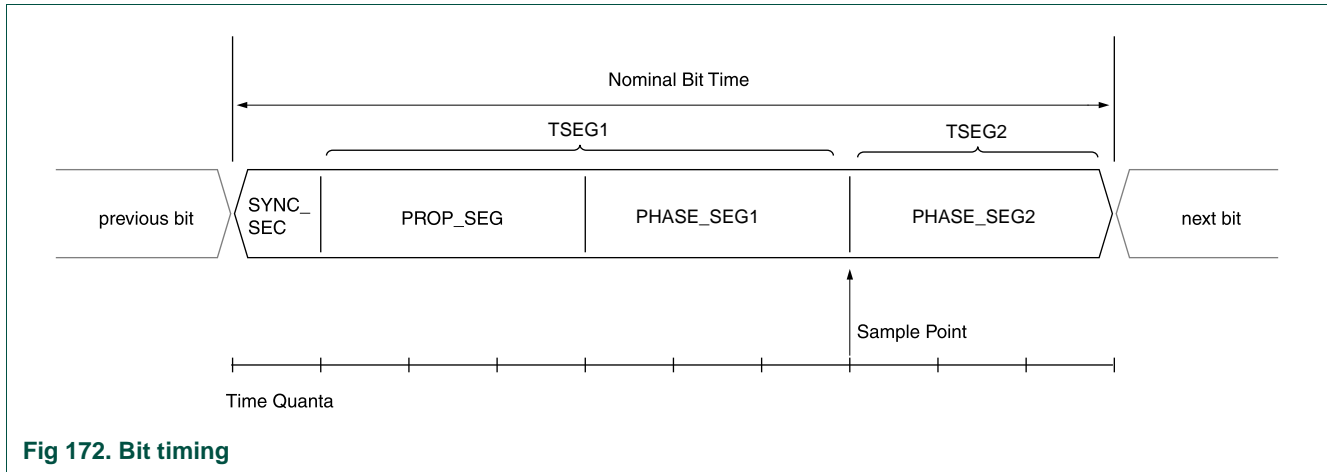 Nominal Bit Time
TSEG1
TSEG2
previous bit
SYNC_
SEC
PROP_SEG
PHASE_SEG1
PHASE_SEG2
next bit
Sample Point
Time Quanta
Fig 172. Bit timing